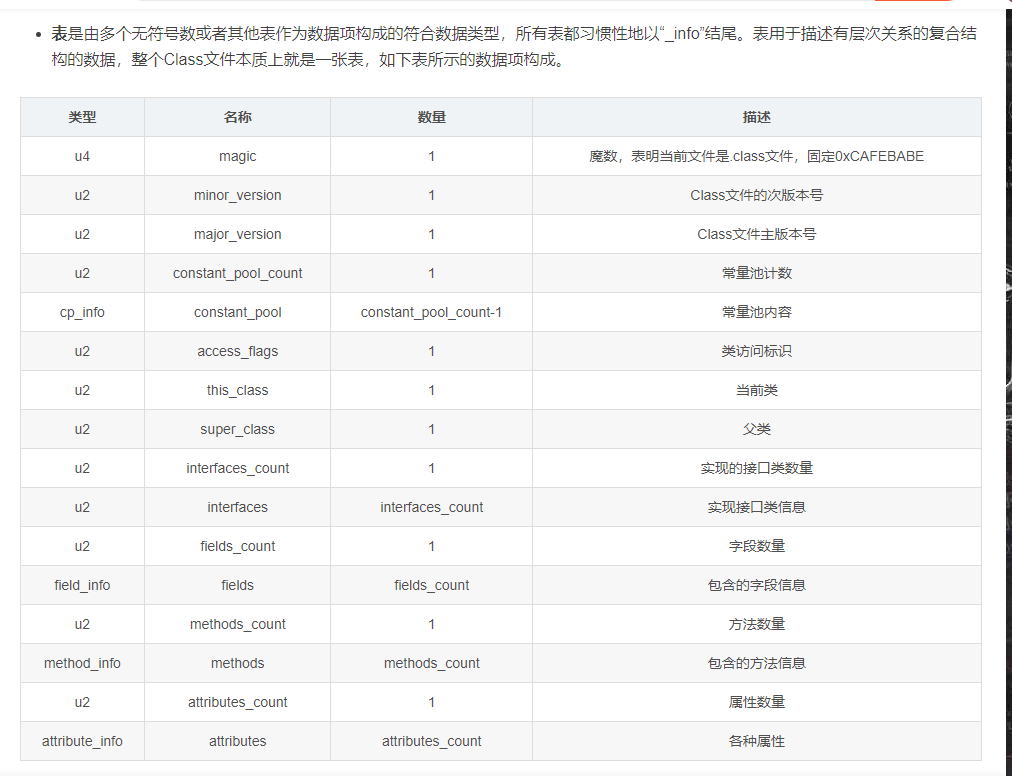 表是由多个无符号数或者其他表作为数据项构成的符合数据类型，所有表都习惯性地以“_info”结尾。表用于描述有层次关系的复合结
构的数据，整个Class文件本质上就是一张表，如下表所示的数据项构成。
类型 名称 数量 描述
u4 magic 1 魔数，表明当前文件是.class文件，固定0xCAFEBABE
u2 minor_version 1 Class文件的次版本号
u2 major_version 1 Class文件主版本号
u2 constant_pool_count 1 常量池计数
cp_info constant_pool constant_pool_count-1 常量池内容
u2 access_flags 1 类访问标识
u2 this_class 1 当前类
u2 super_class 1 父类
u2 interfaces_count 1 实现的接口类数量
u2 interfaces interfaces_count 实现接口类信息
u2 fields_count 1 字段数量
field_info fields fields_count 包含的字段信息
u2 methods_count 1 方法数量
method_info methods methods_count 包含的方法信息
u2 attributes_count 1 属性数量
attribute_info attributes attributes_count 各种属性